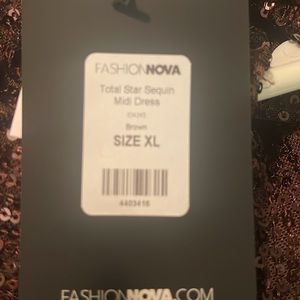 FASHIONNOVA
Total Star Sequin
Midi Dress
Brown
SIZE XL
4403416
FASHIONNOVA.COM